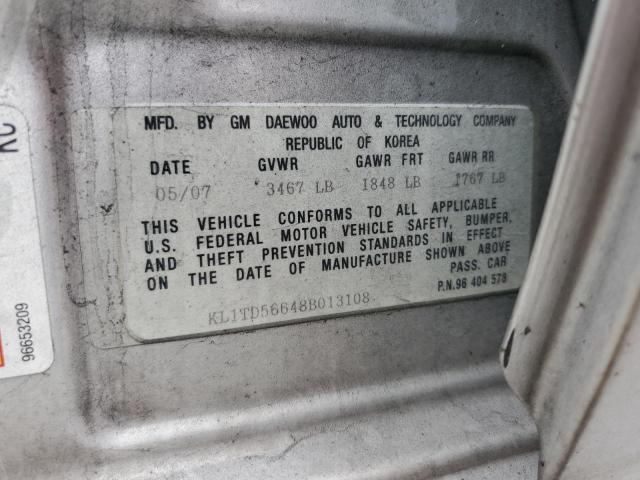 MFD. BY GM DAEWOO AUTO & TECHNOLOGY COMPANY
REPUBLIC OF KOREA
DATE GVWR GAWR FRT GAWR RR
05/07 3467 LB 1848 LB 1767 LB
THIS VEHICLE CONFORMS TO ALL APPLICABLE
U.S. FEDERAL MOTOR VEHICLE SAFETY, BUMPER,
AND THEFT PREVENTION STANDARDS IN EFFECT
ON THE DATE OF MANUFACTURE SHOWN ABOVE
PASS. CAR
P.N.96 404 578
KL1TD56648B013108
KC
96653209